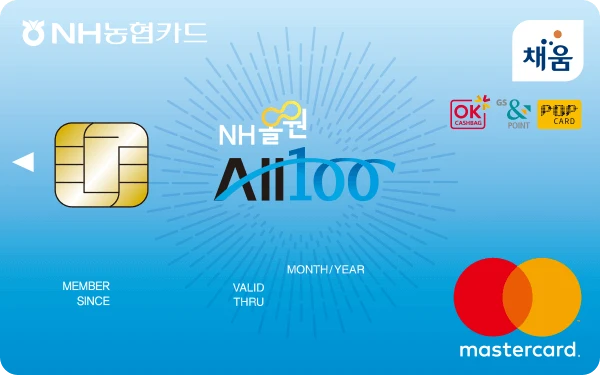 NH농협카드
채움
OK CASHBAG
GS& POINT
POP CARD
NH올원
All100
MONTH/YEAR
MEMBER SINCE
VALID THRU
mastercard.